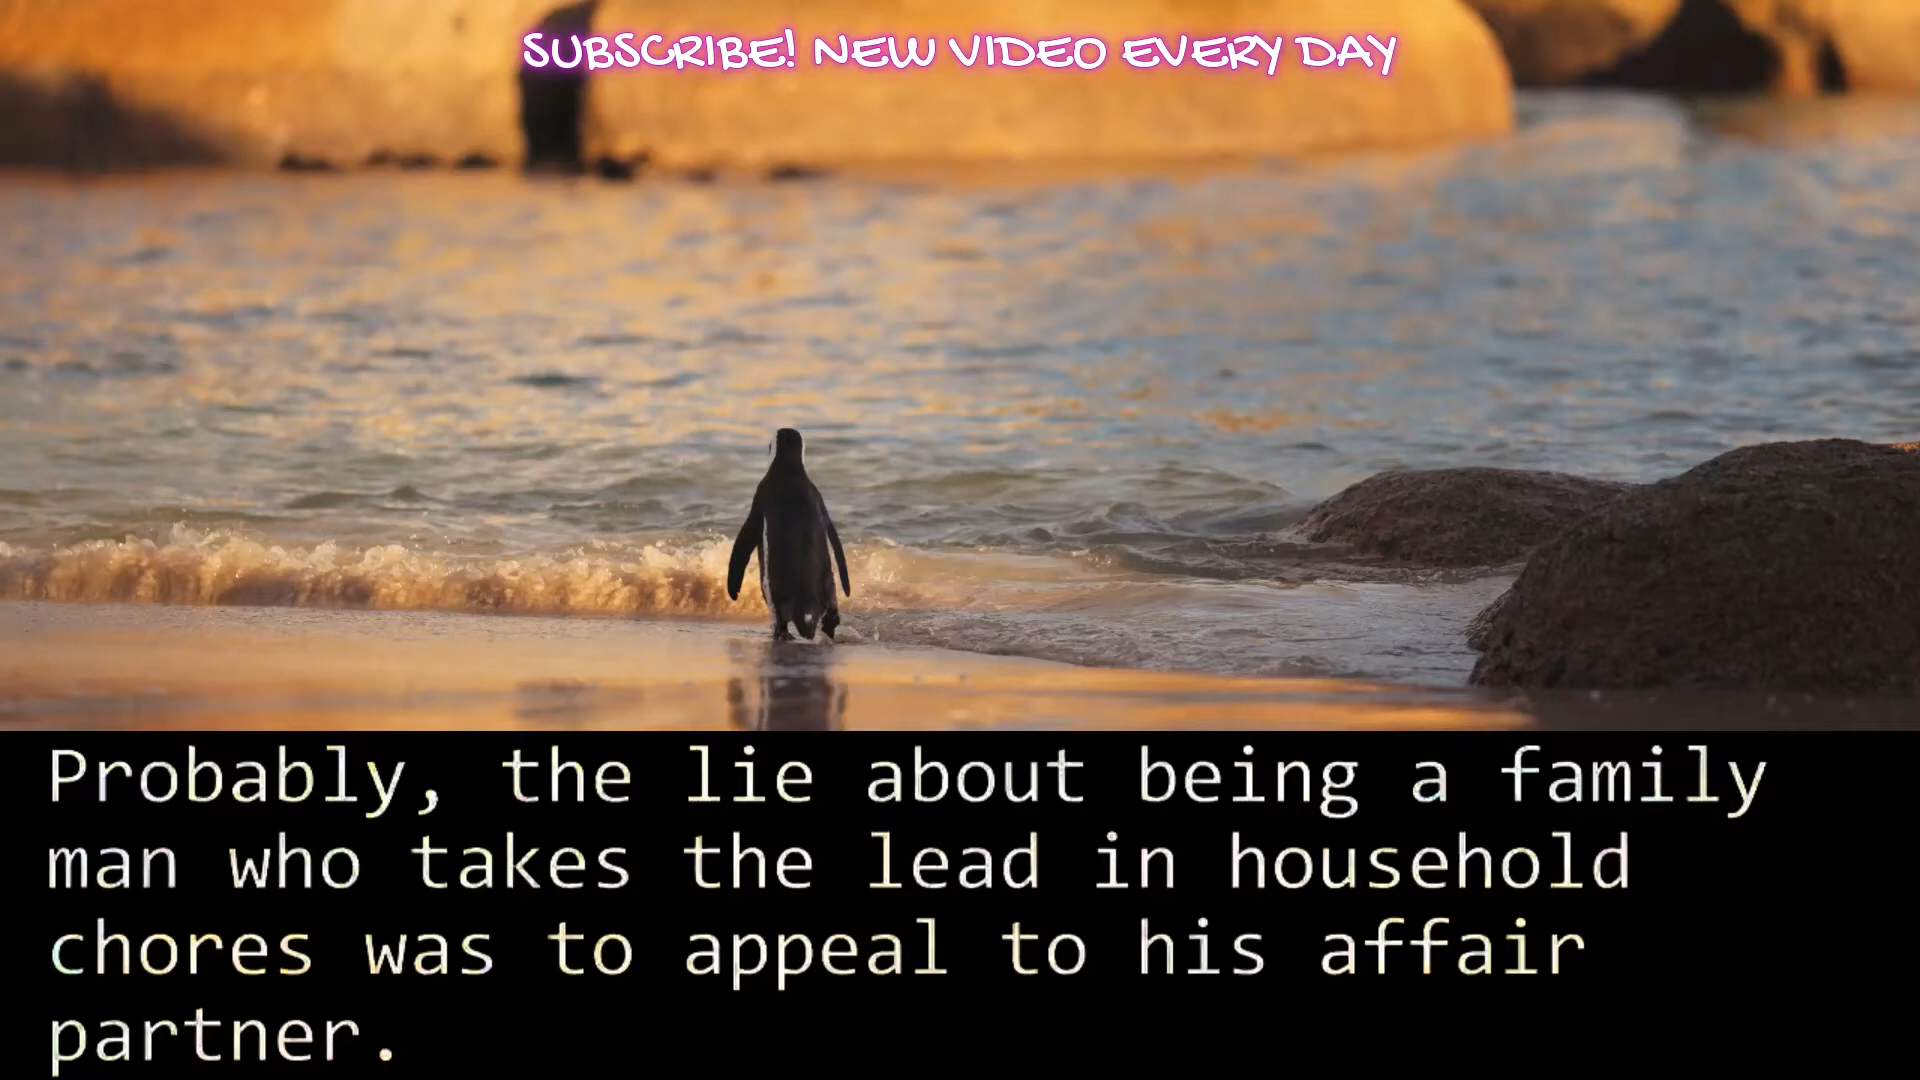 SUBSCRIBE! NEW VIDEO EVERY DAY
Probably, the lie about being a family
man who takes the lead in household
chores was to appeal to his affair
partner.